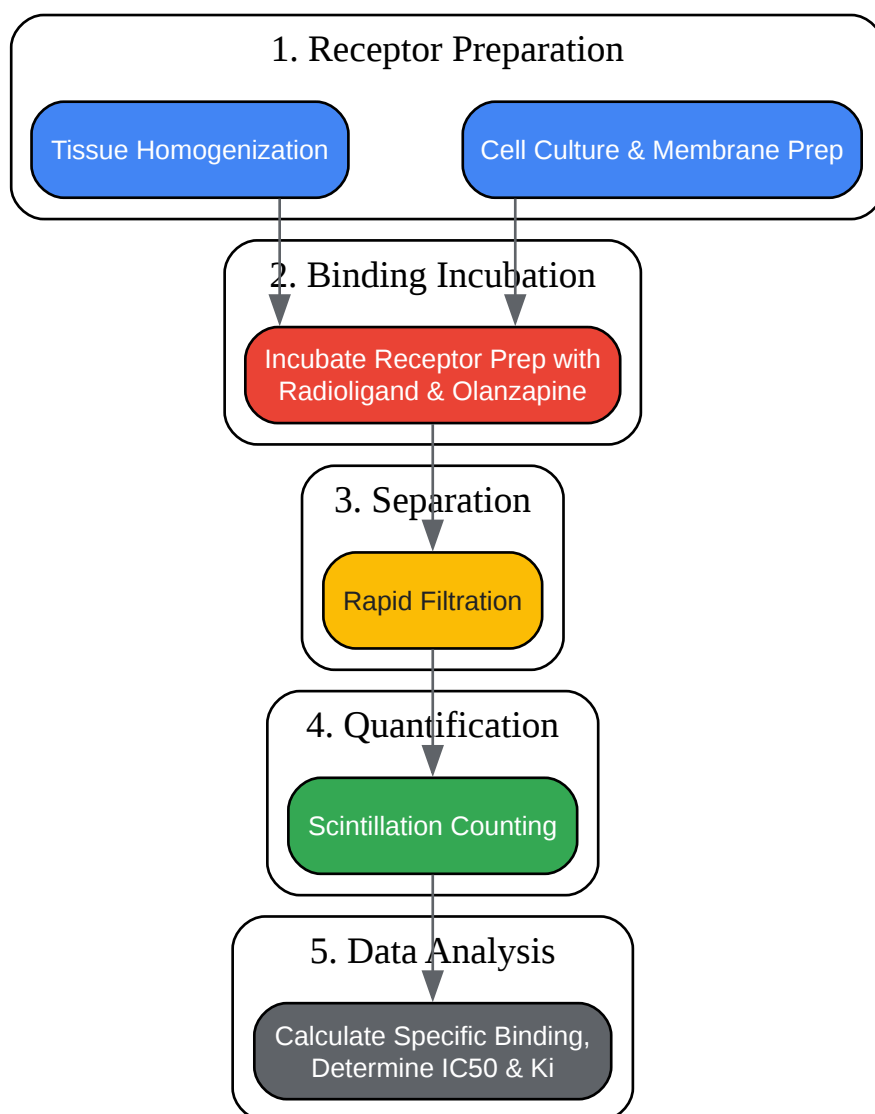 1. Receptor Preparation
Tissue Homogenization
Cell Culture & Membrane Prep
2. Binding Incubation
Incubate Receptor Prep with
Radioligand & Olanzapine
3. Separation
Rapid Filtration
4. Quantification
Scintillation Counting
5. Data Analysis
Calculate Specific Binding,
Determine IC50 & Ki